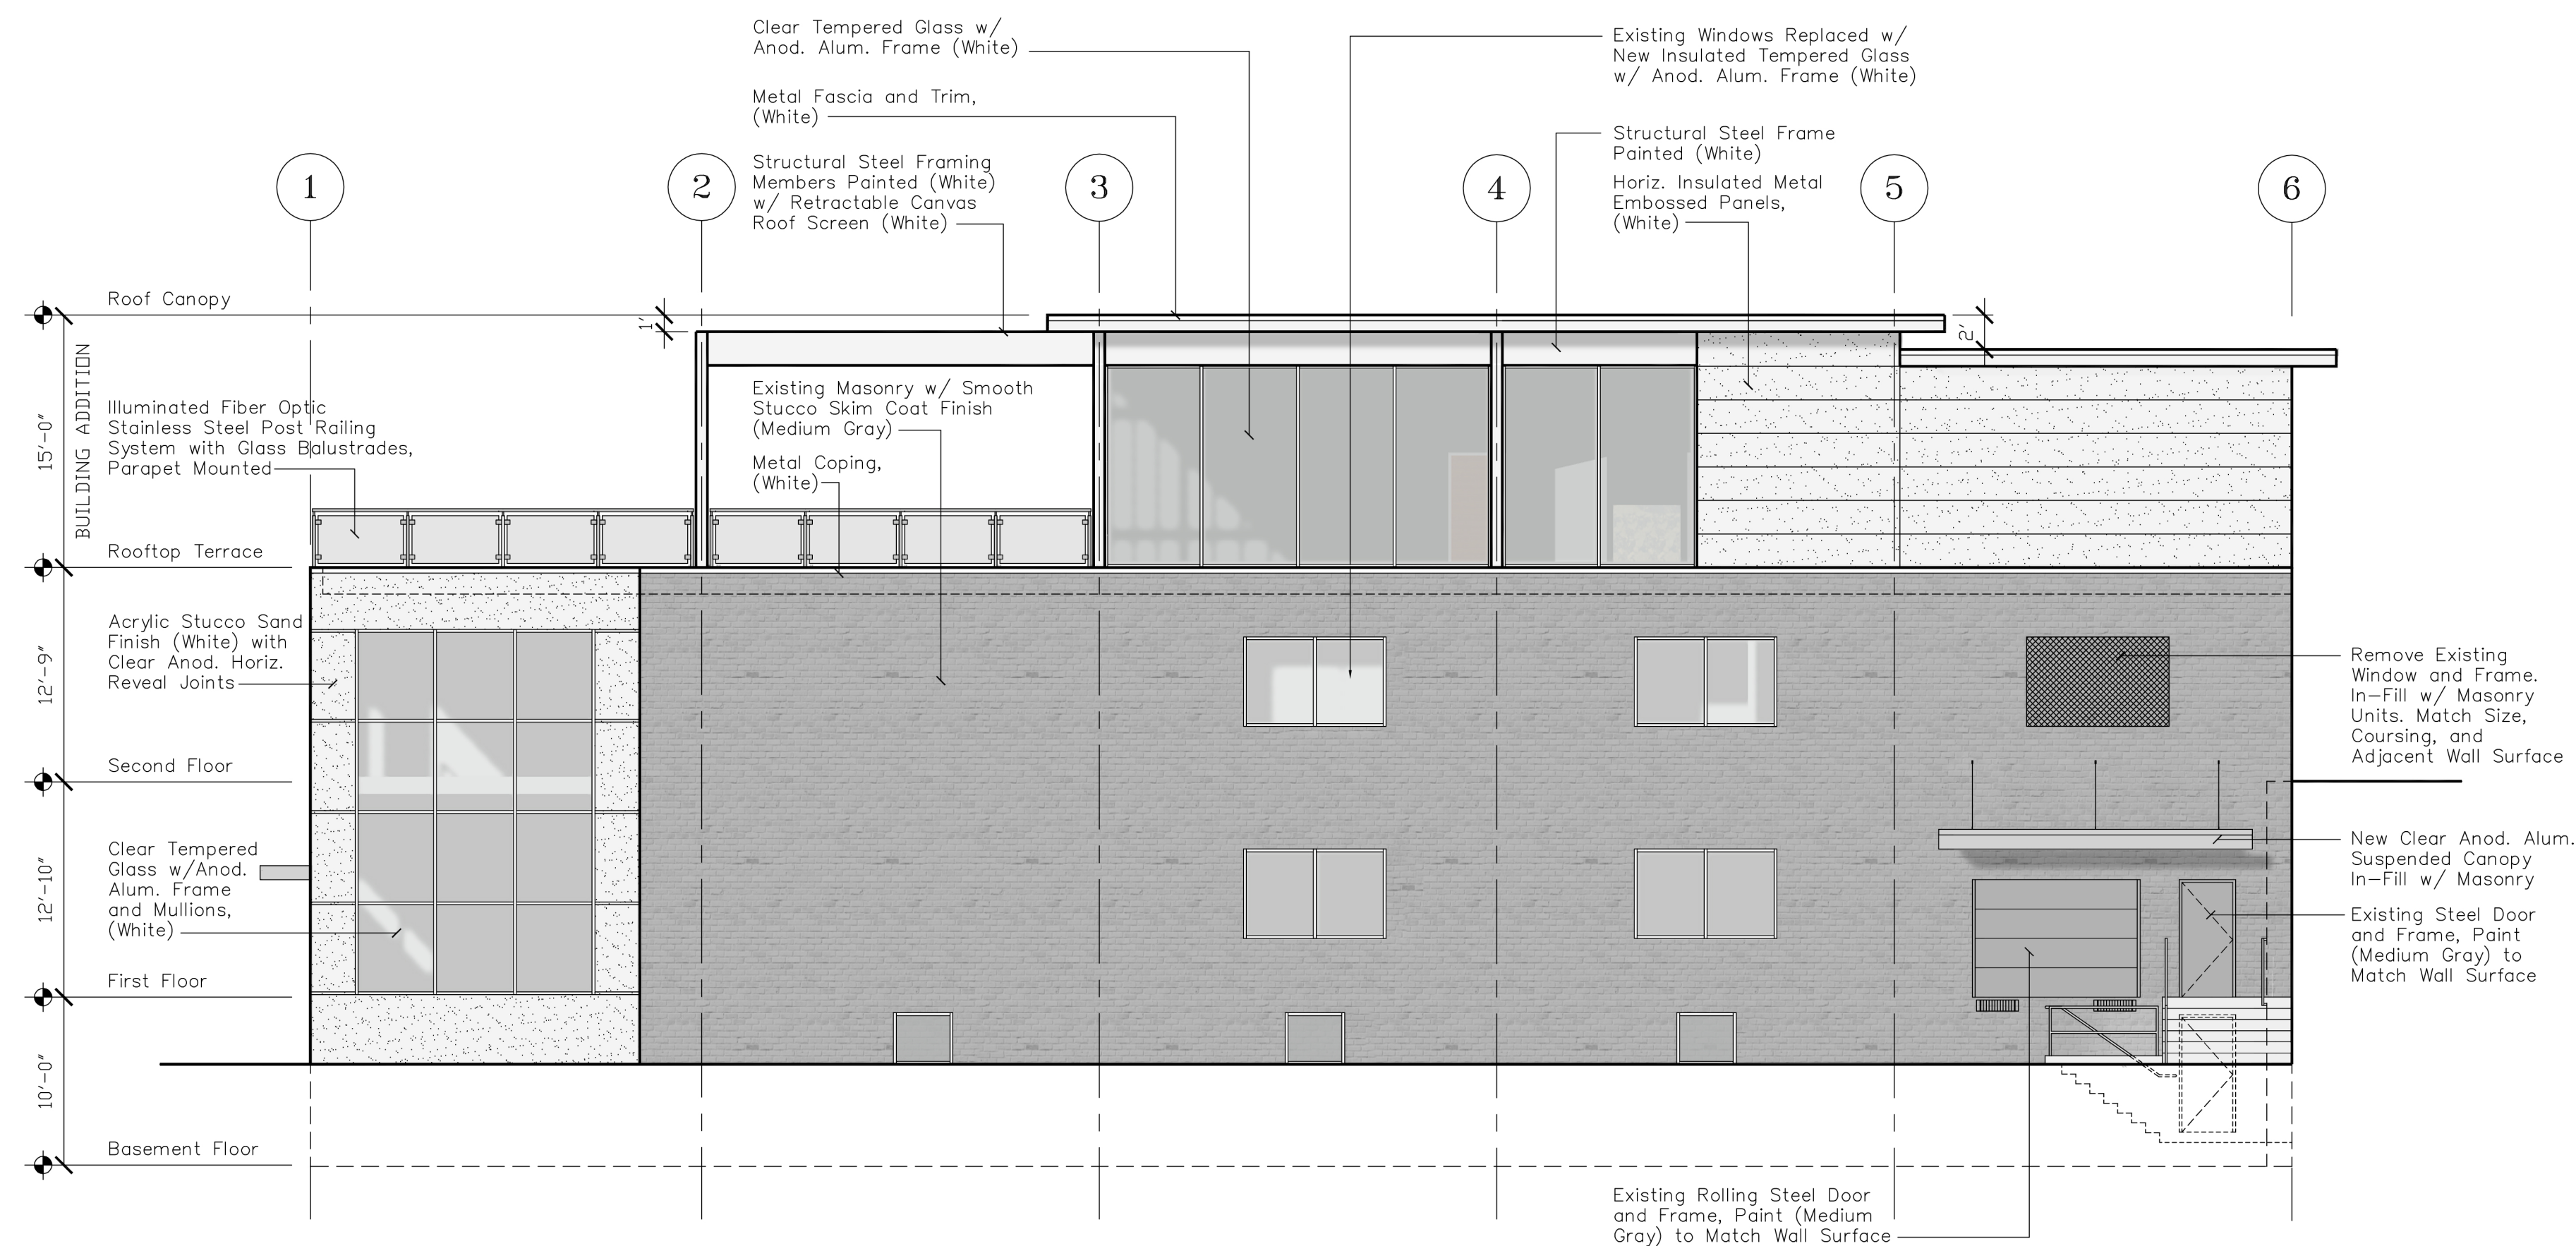 Clear Tempered Glass w/
Anod. Alum. Frame (White)
Metal Fascia and Trim,
(White)
Structural Steel Framing
Members Painted (White)
w/ Retractable Canvas
Roof Screen (White)
Existing Windows Replaced w/
New Insulated Tempered Glass
w/ Anod. Alum. Frame (White)
Structural Steel Frame
Painted (White)
Horiz. Insulated Metal
Embossed Panels,
(White)
1
2
3
4
5
6
Roof Canopy
1'
2'
BUILDING ADDITION
15'-0"
Illuminated Fiber Optic
Stainless Steel Post Railing
System with Glass Balustrades,
Parapet Mounted
Existing Masonry w/ Smooth
Stucco Skim Coat Finish
(Medium Gray)
Metal Coping,
(White)
Rooftop Terrace
Acrylic Stucco Sand
Finish (White) with
Clear Anod. Horiz.
Reveal Joints
12'-9"
Second Floor
Clear Tempered
Glass w/Anod.
Alum. Frame
and Mullions,
(White)
12'-10"
First Floor
10'-0"
Basement Floor
Remove Existing
Window and Frame.
In-Fill w/ Masonry
Units. Match Size,
Coursing, and
Adjacent Wall Surface
New Clear Anod. Alum.
Suspended Canopy
In-Fill w/ Masonry
Existing Steel Door
and Frame, Paint
(Medium Gray) to
Match Wall Surface
Existing Rolling Steel Door
and Frame, Paint (Medium
Gray) to Match Wall Surface